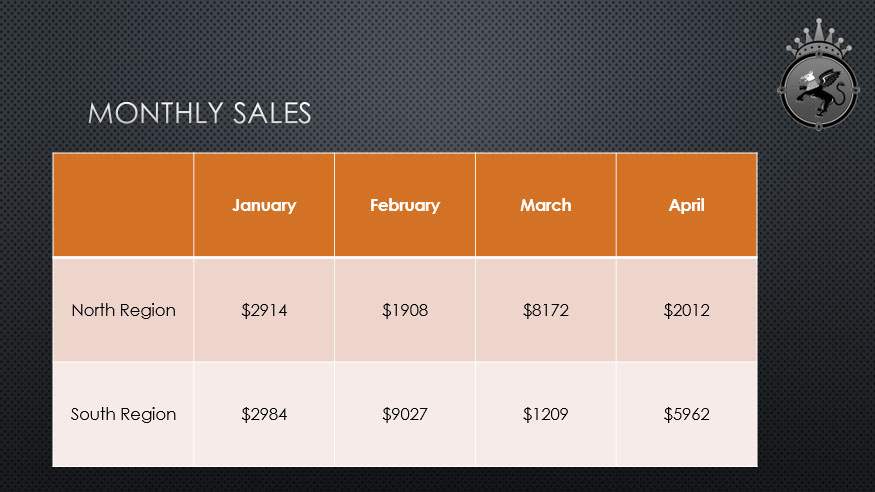 MONTHLY SALES
January February March April
North Region $2914 $1908 $8172 $2012
South Region $2984 $9027 $1209 $5962